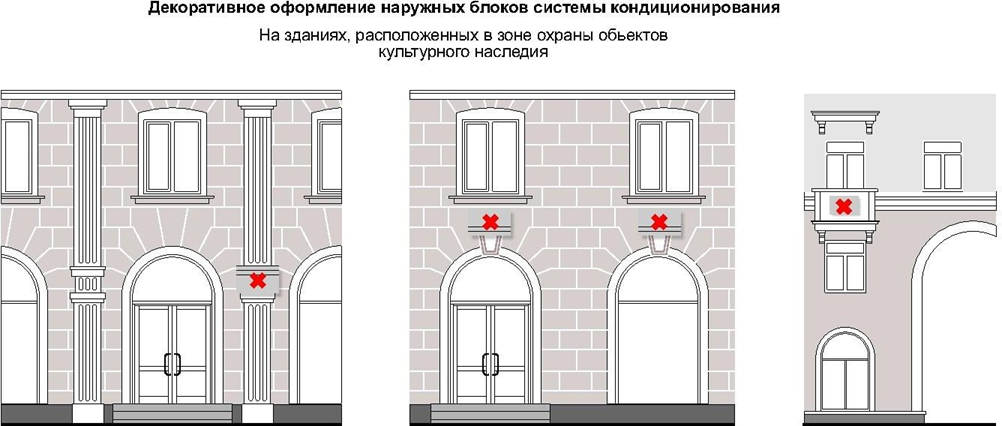 Декоративное оформление наружных блоков системы кондиционирования
На зданиях, расположенных в зоне охраны обьектов
культурного наследия